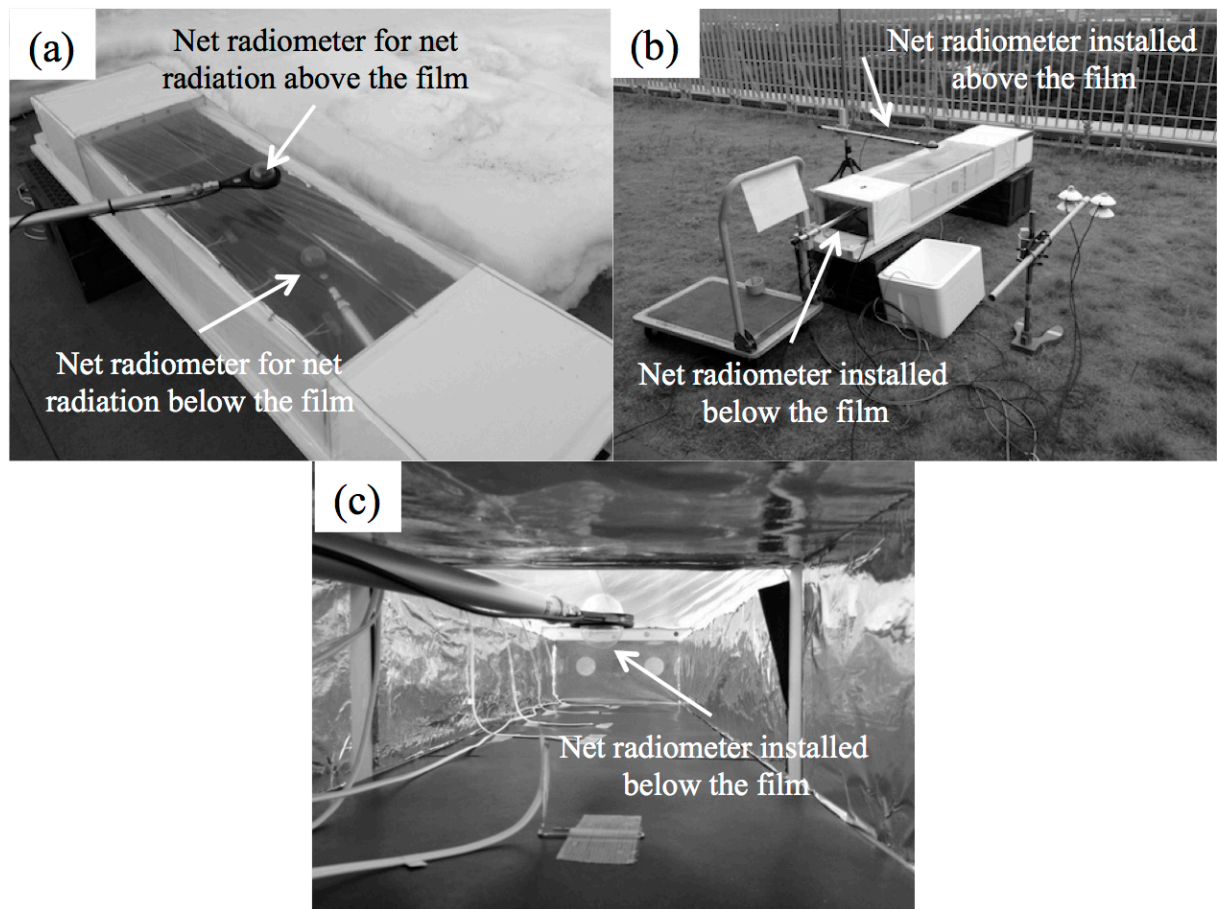 (a)
Net radiometer for net
radiation above the film
Net radiometer for net
radiation below the film
(b)
Net radiometer installed
above the film
Net radiometer installed
below the film
(c)
Net radiometer installed
below the film